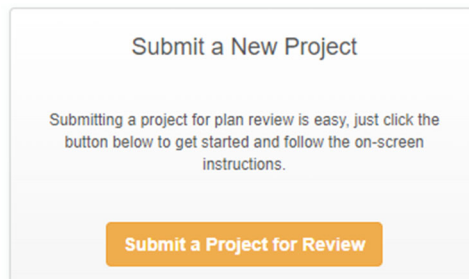 Submit a New Project
Submitting a project for plan review is easy, just click the
button below to get started and follow the on-screen
instructions.
Submit a Project for Review